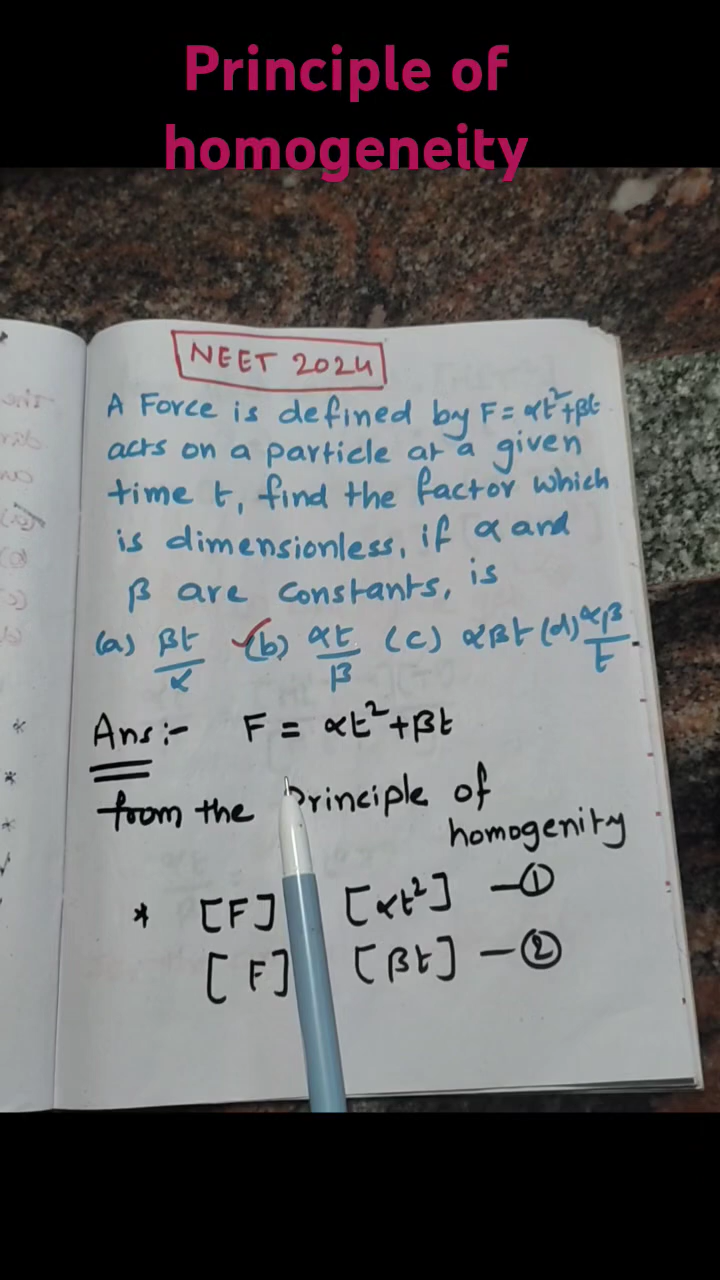 Principle of
homogeneity
NEET 2024
A Force is defined by F = αt²+βt
acts on a particle at a given
time t, find the factor which
is dimensionless, if α and
β are constants, is
(a) βt/α (b) αt/β (c) αβt (d) αβ/t
Ans:- F = αt²+βt
from the Principle of
homogenity
* [F] [αt²] —①
[F] [βt] —②